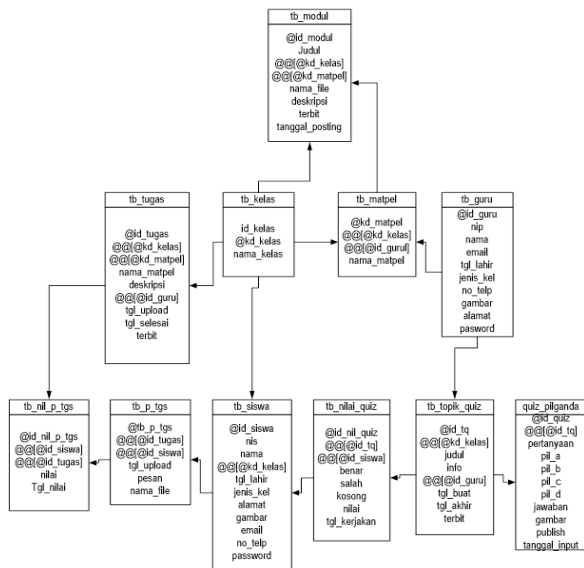 tb_modul
@id_modul
Judul
@@[@kd_kelas]
@@[@kd_matpel]
nama_file
deskripsi
terbit
tanggal_posting
tb_tugas
@id_tugas
@@[@kd_kelas]
@@[@kd_matpel]
nama_matpel
deskripsi
@@[@id_guru]
tgl_upload
tgl_selesai
terbit
tb_kelas
id_kelas
@kd_kelas
nama_kelas
tb_matpel
@kd_matpel
@@[@kd_kelas]
@@[@id_gurul]
nama_matpel
tb_guru
@id_guru
nip
nama
email
tgl_lahir
jenis_kel
no_telp
gambar
alamat
pasword
tb_nil_p_tgs
@id_nil_p_tgs
@@[@id_siswa]
@@[@id_tugas]
nilai
Tgl_nilai
tb_p_tgs
@tb_p_tgs
@@[@id_tugas]
@@[@id_siswa]
tgl_upload
pesan
nama_file
tb_siswa
@id_siswa
nis
nama
@@[@kd_kelas]
tgl_lahir
jenis_kel
alamat
gambar
email
no_telp
password
tb_nilai_quiz
@id_nil_quiz
@@[@id_tq]
@@[@id_siswa]
benar
salah
kosong
nilai
tgl_kerjakan
tb_topik_quiz
@id_tq
@@[@kd_kelas]
judul
info
@@[@id_guru]
tgl_buat
tgl_akhir
terbit
quiz_pilganda
@id_quiz
@@[@id_tq]
pertanyaan
pil_a
pil_b
pil_c
pil_d
jawaban
gambar
publish
tanggal_input